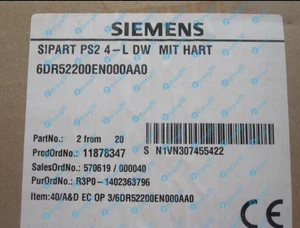 SIEMENS
SIPART PS2 4-L DW MIT HART
6DR52200EN000AA0
PartNo.: 2 from 20
ProdOrdNo.: 11878347 S N1VN307455422
SalesOrdNo.: 570619 / 000040
PurOrdNo.: R3P0-1402363796
Item:40/A&D EC OP 3/6DR52200EN000AA0
CE